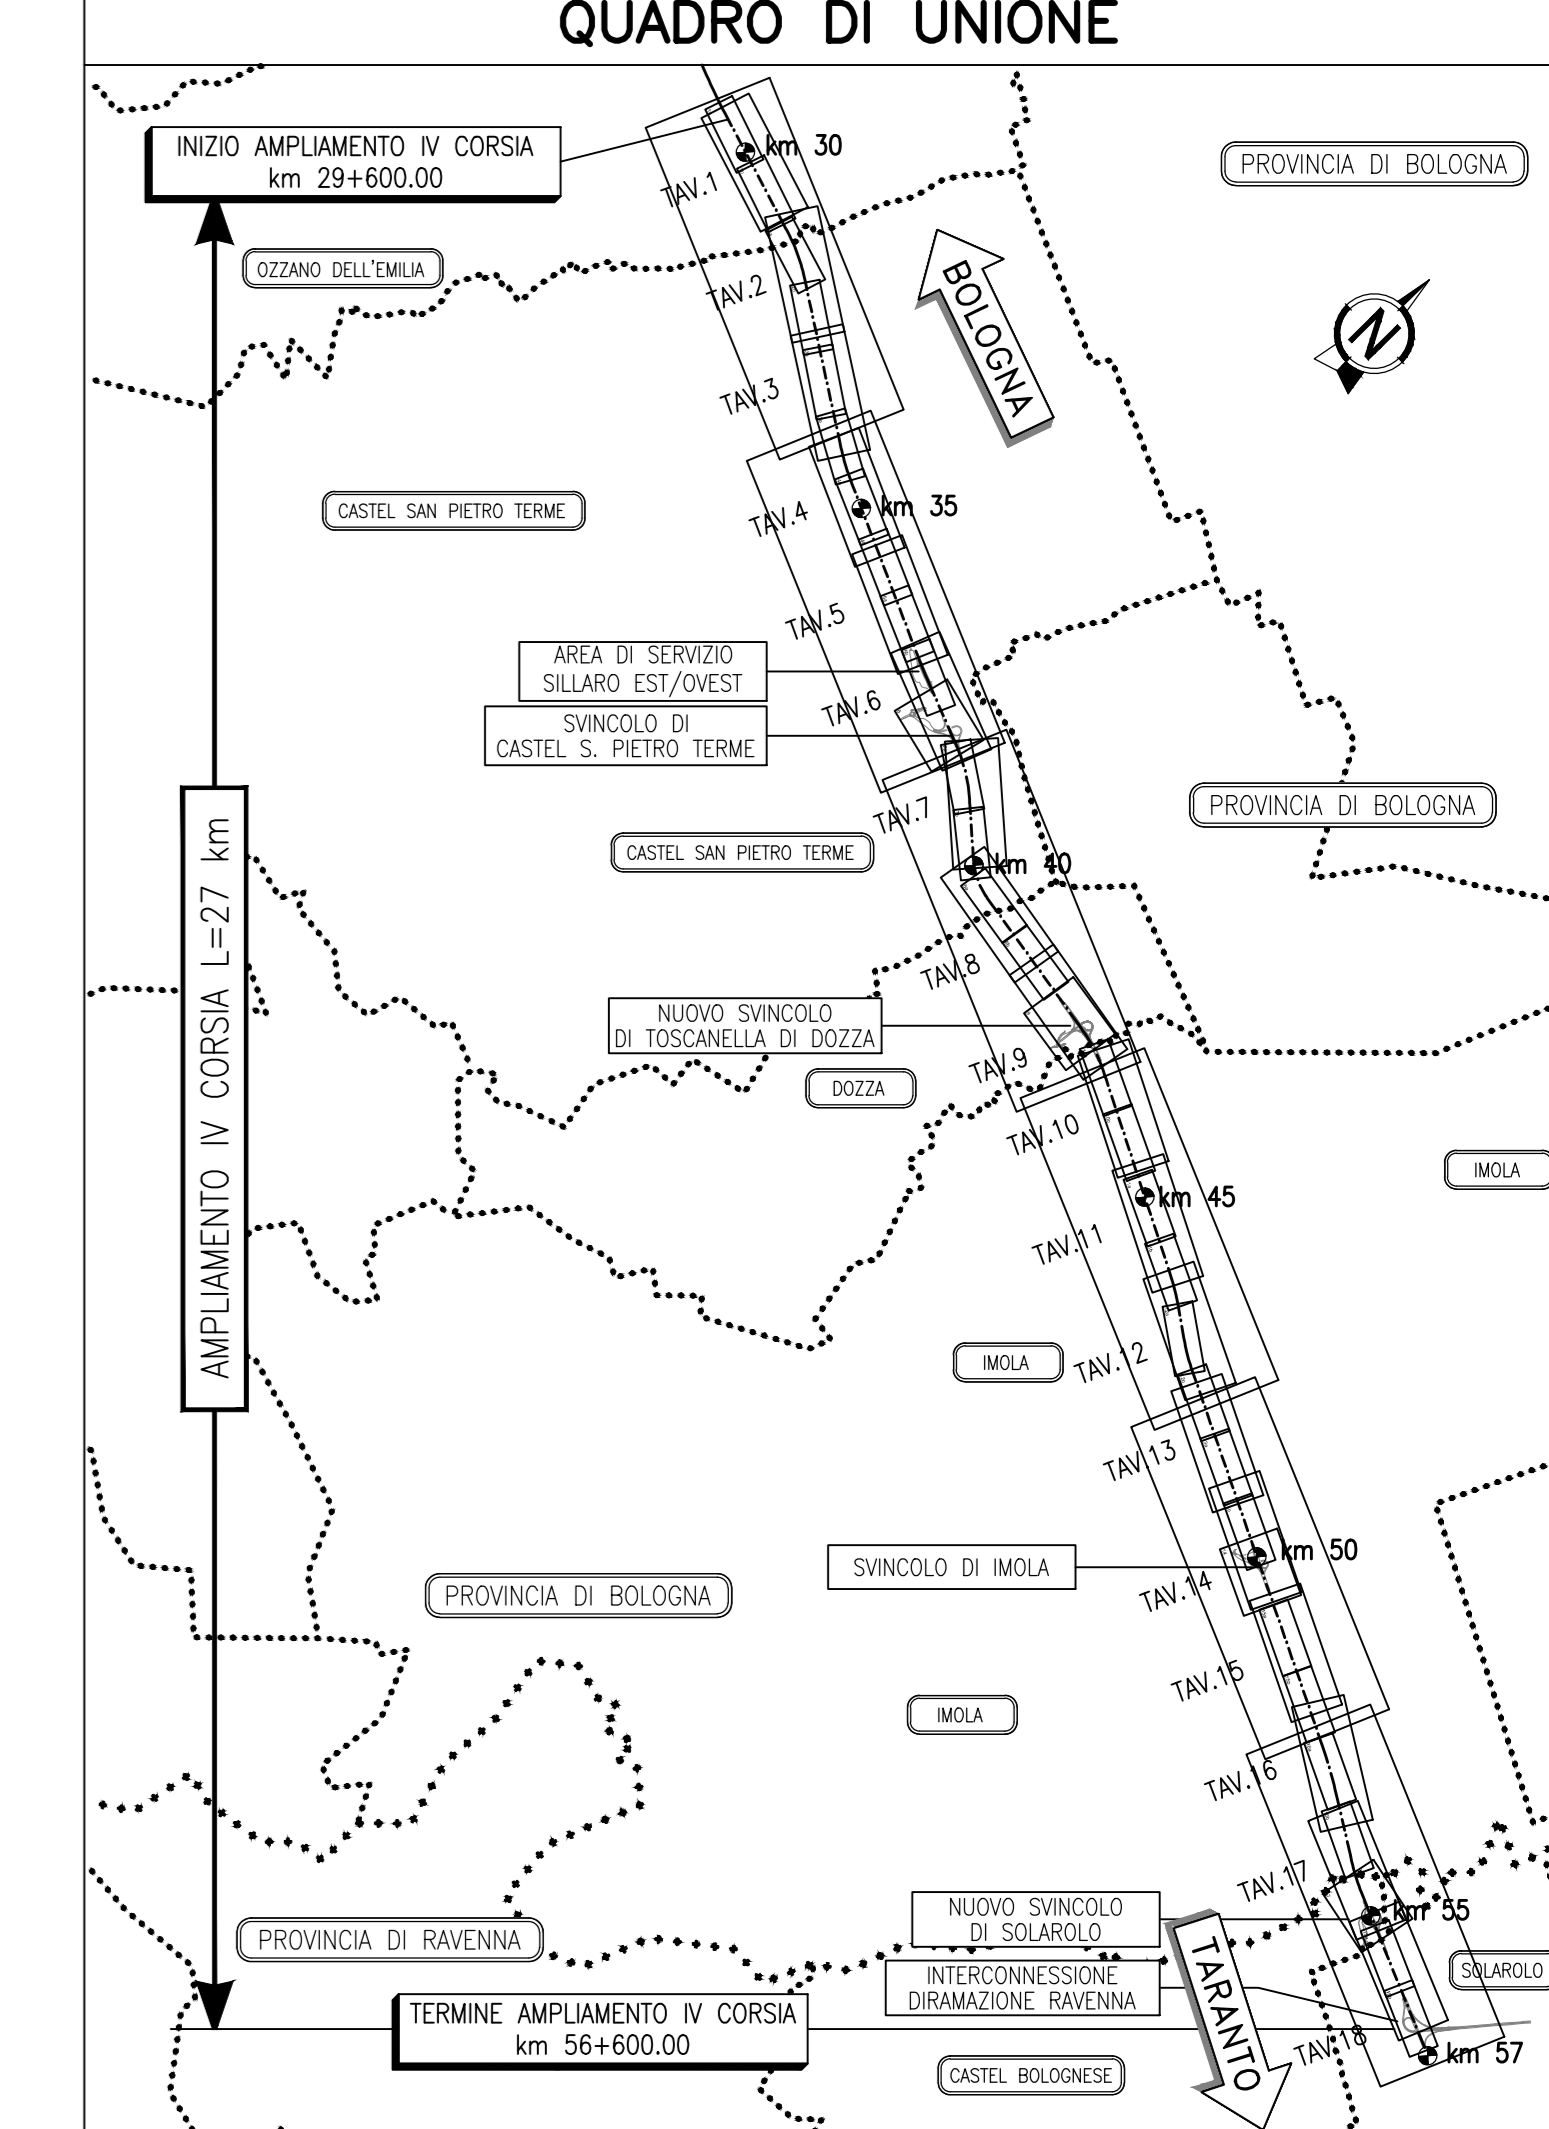 QUADRO DI UNIONE
INIZIO AMPLIAMENTO IV CORSIA
km 29+600.00
km 30
PROVINCIA DI BOLOGNA
TAV.1
OZZANO DELL'EMILIA
TAV.2
BOLOGNA
N
TAV.3
CASTEL SAN PIETRO TERME
TAV.4
km 35
TAV.5
AREA DI SERVIZIO
SILLARO EST/OVEST
TAV.6
SVINCOLO DI
CASTEL S. PIETRO TERME
PROVINCIA DI BOLOGNA
TAV.7
CASTEL SAN PIETRO TERME
km 40
AMPLIAMENTO IV CORSIA L=27 km
TAV.8
NUOVO SVINCOLO
DI TOSCANELLA DI DOZZA
TAV.9
DOZZA
TAV.10
IMOLA
km 45
TAV.11
IMOLA
TAV.12
TAV.13
km 50
SVINCOLO DI IMOLA
TAV.14
PROVINCIA DI BOLOGNA
TAV.15
IMOLA
TAV.16
TAV.17
NUOVO SVINCOLO
DI SOLAROLO
km 55
PROVINCIA DI RAVENNA
SOLAROLO
INTERCONNESSIONE
DIRAMAZIONE RAVENNA
TARANTO
TERMINE AMPLIAMENTO IV CORSIA
km 56+600.00
TAV.18
km 57
CASTEL BOLOGNESE